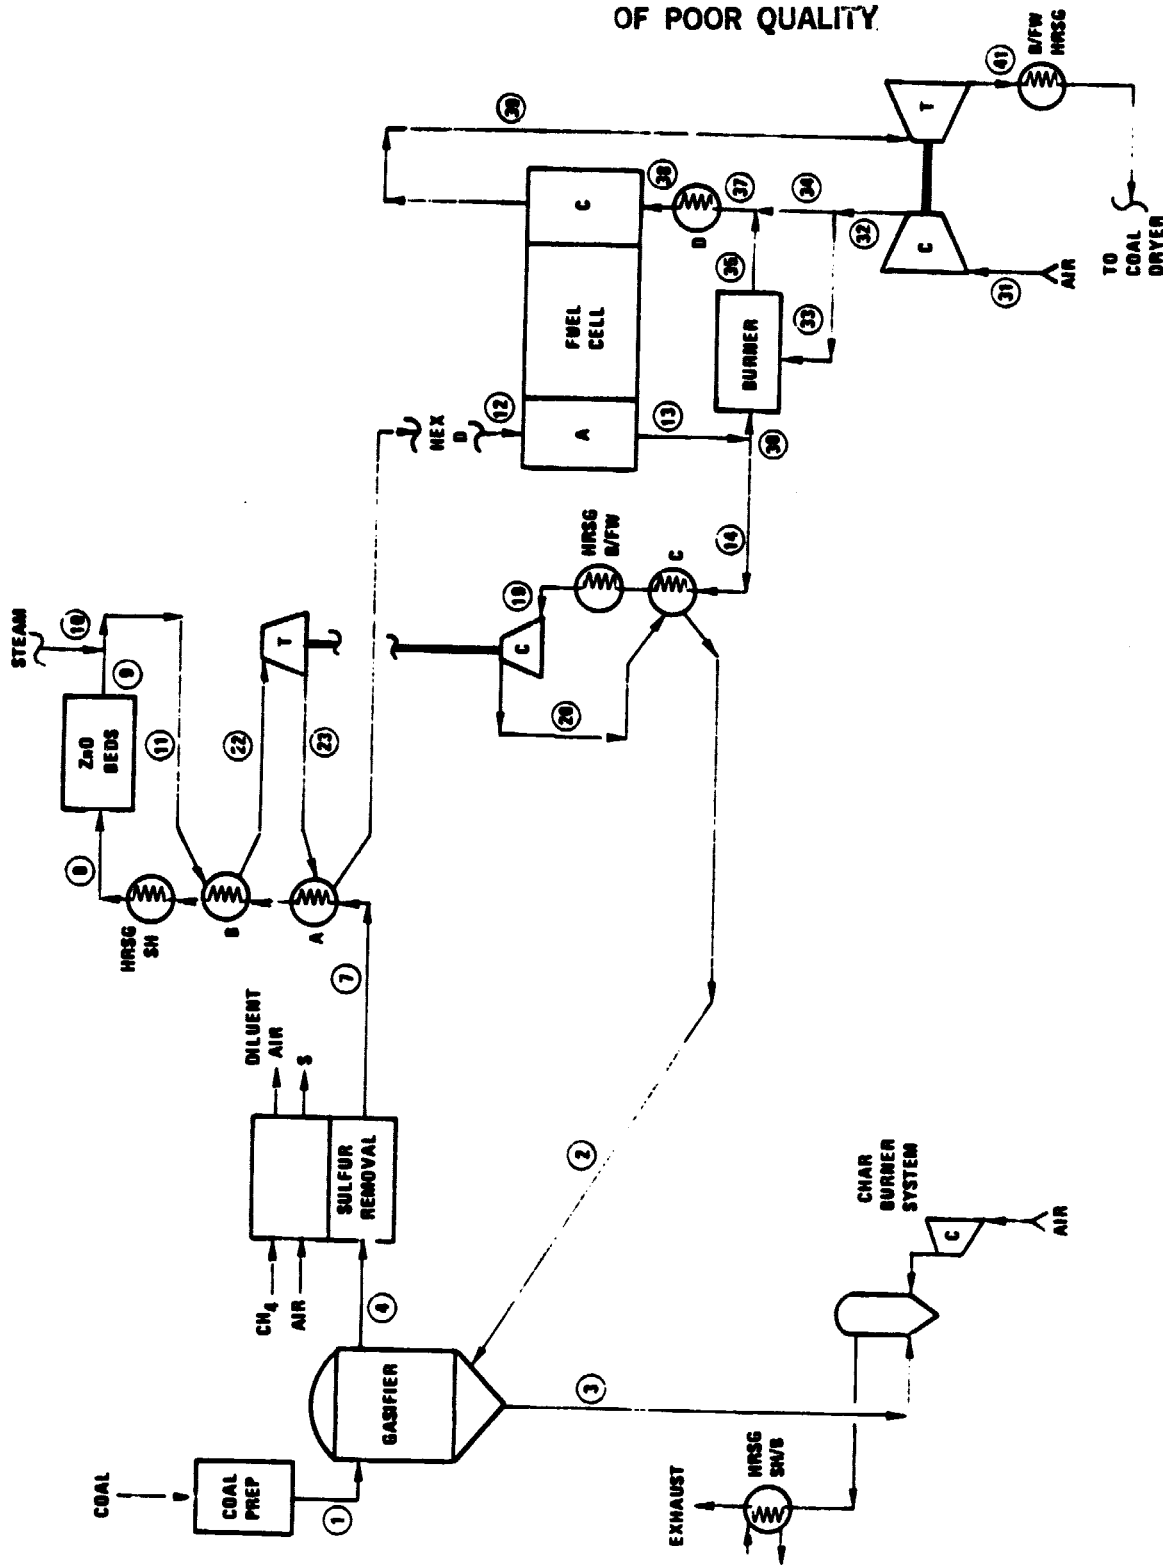 OF POOR QUALITY
COAL
COAL
PREP
1
GASIFIER
4
3
2
CH4
AIR
SULFUR
REMOVAL
DILUENT
AIR
S
7
HRSG
SH
B
A
8
ZnO
BEDS
9
STEAM
10
11
22
T
23
HEX
D
12
A
FUEL
CELL
C
13
14
C
HRSG
B/FW
19
C
20
BURNER
33
34
32
37
38
D
C
31
AIR
T
41
B/FW
HRSG
TO
COAL
DRYER
EXHAUST
HRSG
SH/B
CHAR
BURNER
SYSTEM
C
AIR